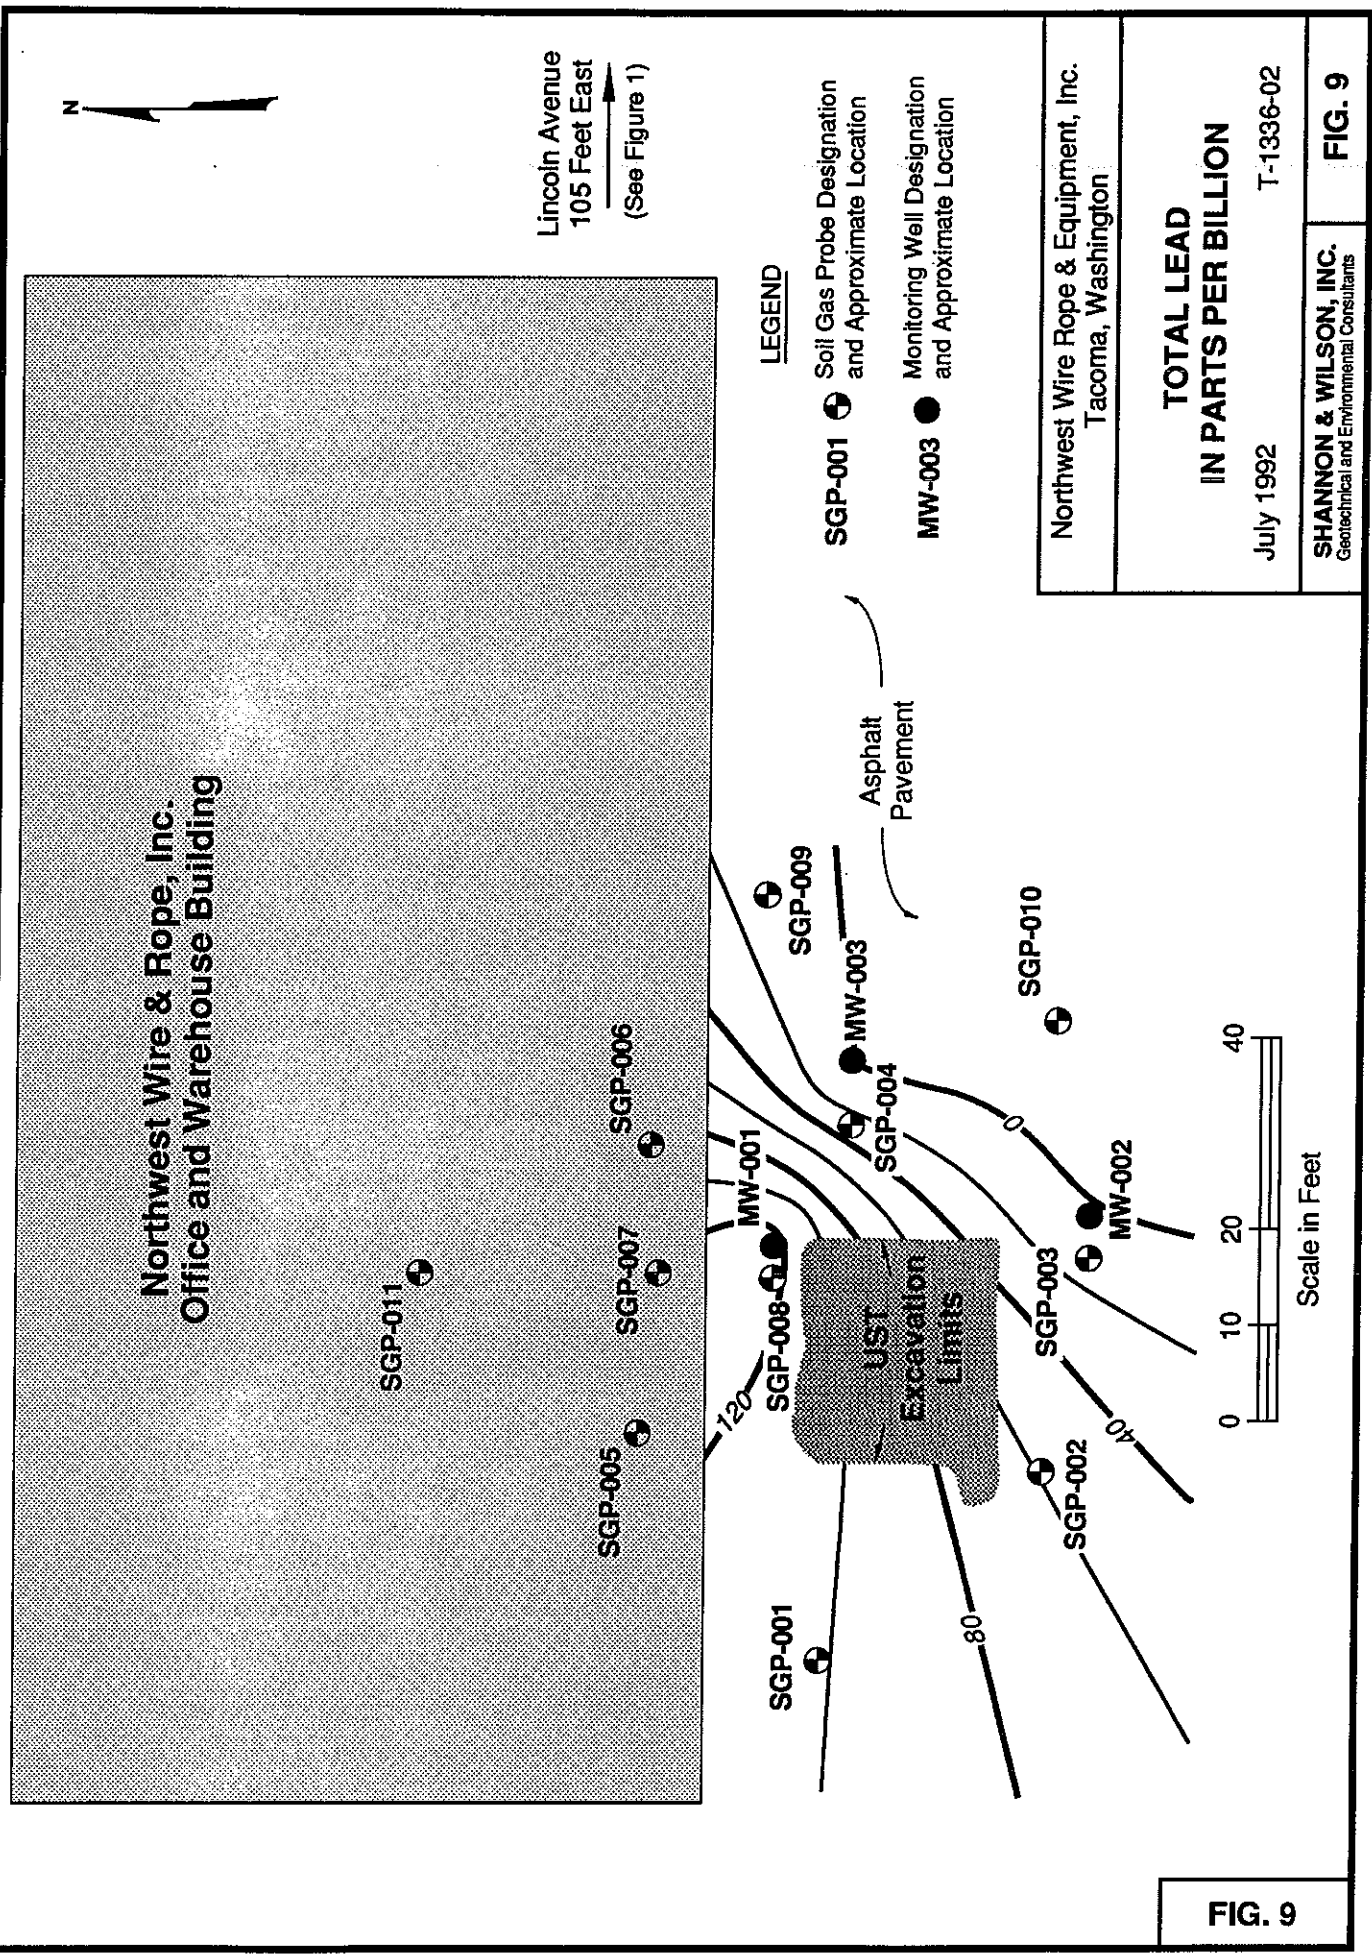 N
Lincoln Avenue
105 Feet East
(See Figure 1)
Northwest Wire & Rope, Inc.
Office and Warehouse Building
SGP-011
SGP-005
SGP-007
SGP-006
LEGEND
SGP-001
Soil Gas Probe Designation
and Approximate Location
MW-003
Monitoring Well Designation
and Approximate Location
SGP-001
120
SGP-008
MW-001
SGP-009
MW-003
SGP-004
Asphalt
Pavement
UST
Excavation
Limits
80
SGP-002
40
SGP-003
0
MW-002
SGP-010
0
10
20
40
Scale in Feet
Northwest Wire Rope & Equipment, Inc.
Tacoma, Washington
TOTAL LEAD
IN PARTS PER BILLION
July 1992
T-1336-02
SHANNON & WILSON, INC.
Geotechnical and Environmental Consultants
FIG. 9
FIG. 9